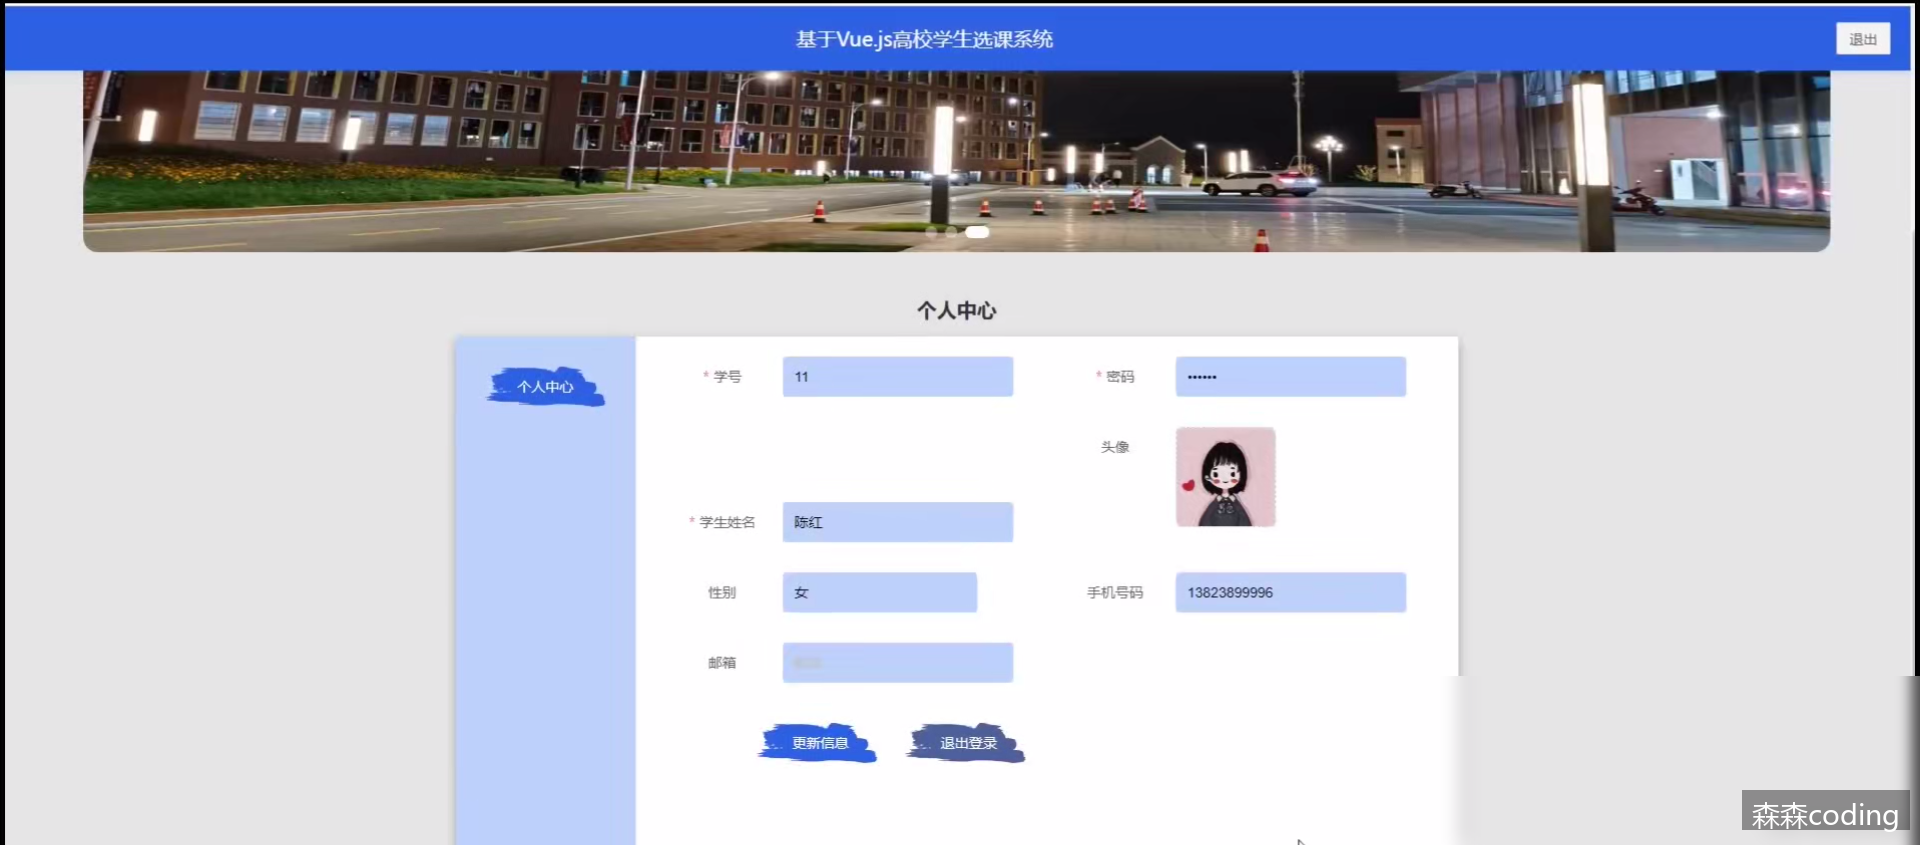 基于Vue.js高校学生选课系统
退出
个人中心
个人中心
* 学号
11
* 密码
••••••
头像
* 学生姓名
陈红
性别
女
手机号码
13823899996
邮箱
更新信息
退出登录
森森coding